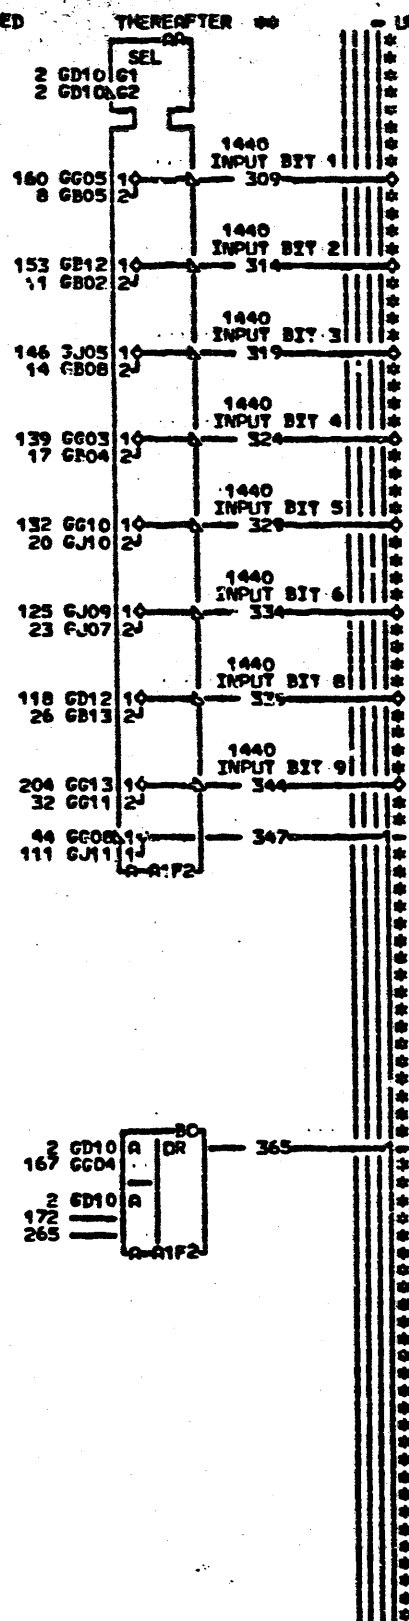 ED THEREAFTER ** - U
AA
SEL
2 GD10 G1
2 GD10 G2
1440
INPUT BIT 1
160 GG05 1 309
8 GB05 2
1440
INPUT BIT 2
153 GB12 1 314
11 GB02 2
1440
INPUT BIT 3
146 GJ05 1 319
14 GB08 2
1440
INPUT BIT 4
139 GG03 1 324
17 GB04 2
1440
INPUT BIT 5
132 GG10 1 329
20 GJ10 2
1440
INPUT BIT 6
125 GJ09 1 334
23 GJ07 2
1440
INPUT BIT 8
118 GD12 1 339
26 GB13 2
1440
INPUT BIT 9
204 GG13 1 344
32 GG11 2
44 GG08 1 347
111 GJ11 1
A-A1F2
BC
2 GD10 A OR 365
167 GG04
2 GD10 A
172
265
A-A1F2